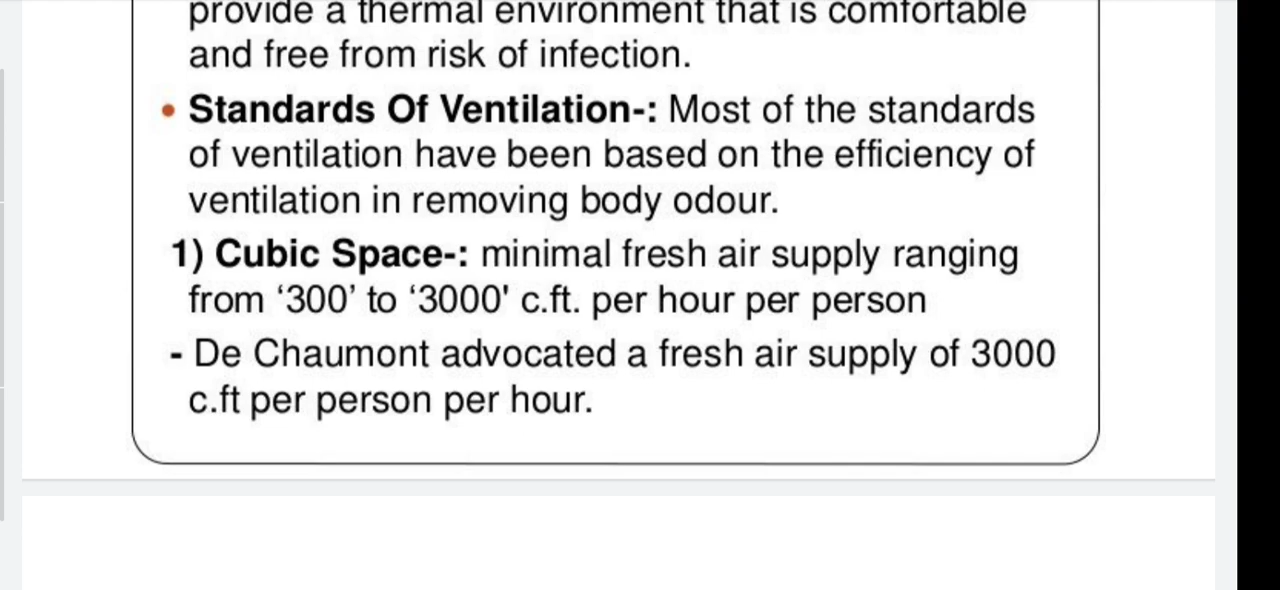 provide a thermal environment that is comfortable
and free from risk of infection.
• Standards Of Ventilation-: Most of the standards
of ventilation have been based on the efficiency of
ventilation in removing body odour.
1) Cubic Space-: minimal fresh air supply ranging
from ‘300’ to ‘3000' c.ft. per hour per person
- De Chaumont advocated a fresh air supply of 3000
c.ft per person per hour.